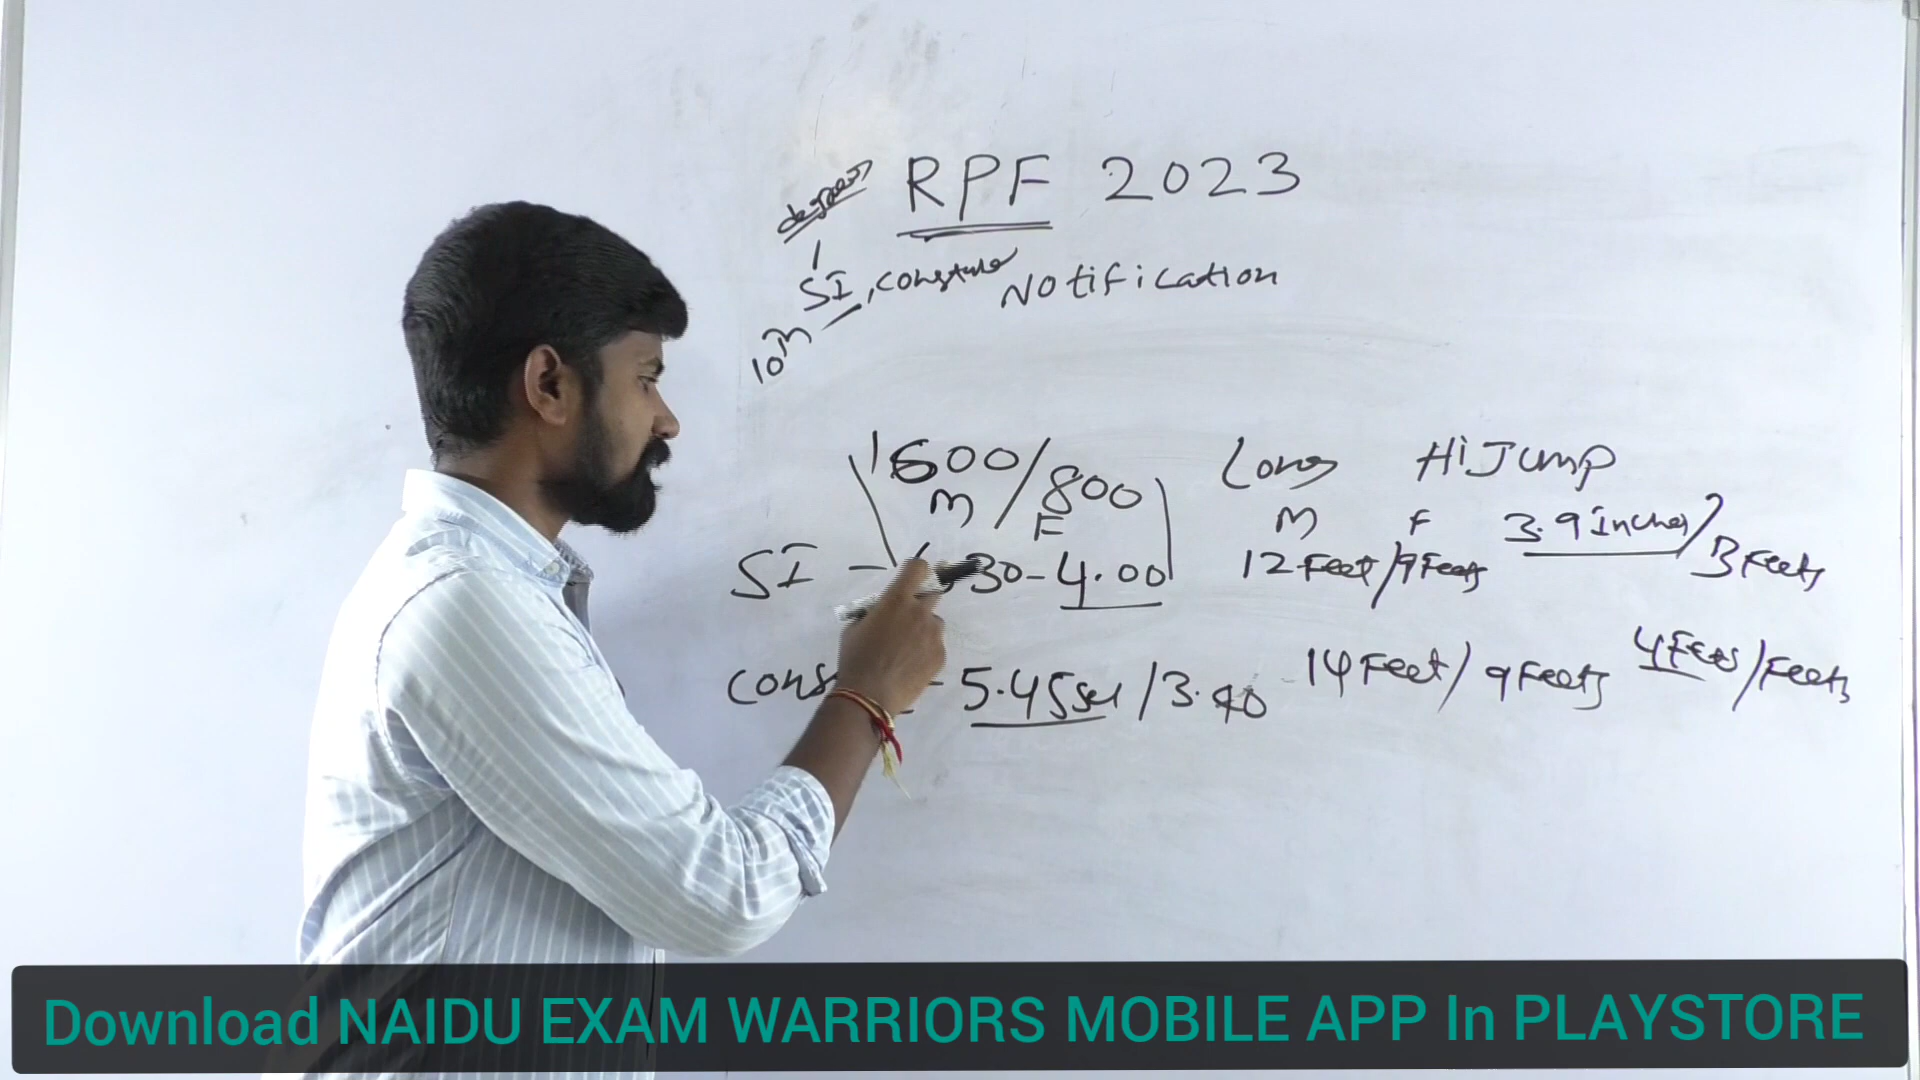 RPF 2023
degree
SI, constable Notification
10th
1600/800 Long Hi Jump
M F M F 3.9 Inches/3 Feets
SI - 30-4.00 12 Feet/9 Feets
cons - 5.45 sec/3.40 14 Feet/9 Feets 4 Feets/Feets
Download NAIDU EXAM WARRIORS MOBILE APP In PLAYSTORE